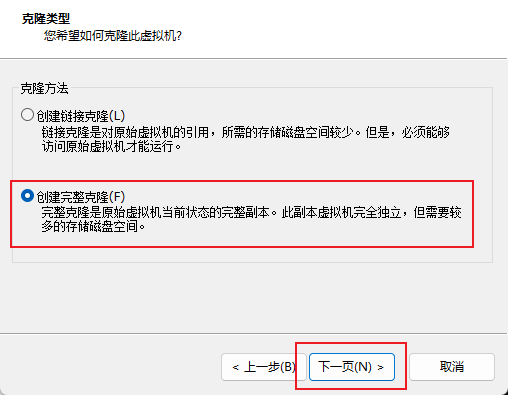 克隆类型
您希望如何克隆此虚拟机?
克隆方法
创建链接克隆(L)
链接克隆是对原始虚拟机的引用，所需的存储磁盘空间较少。但是，必须能够
访问原始虚拟机才能运行。
创建完整克隆(F)
完整克隆是原始虚拟机当前状态的完整副本。此副本虚拟机完全独立，但需要较
多的存储磁盘空间。
< 上一步(B)
下一页(N) >
取消